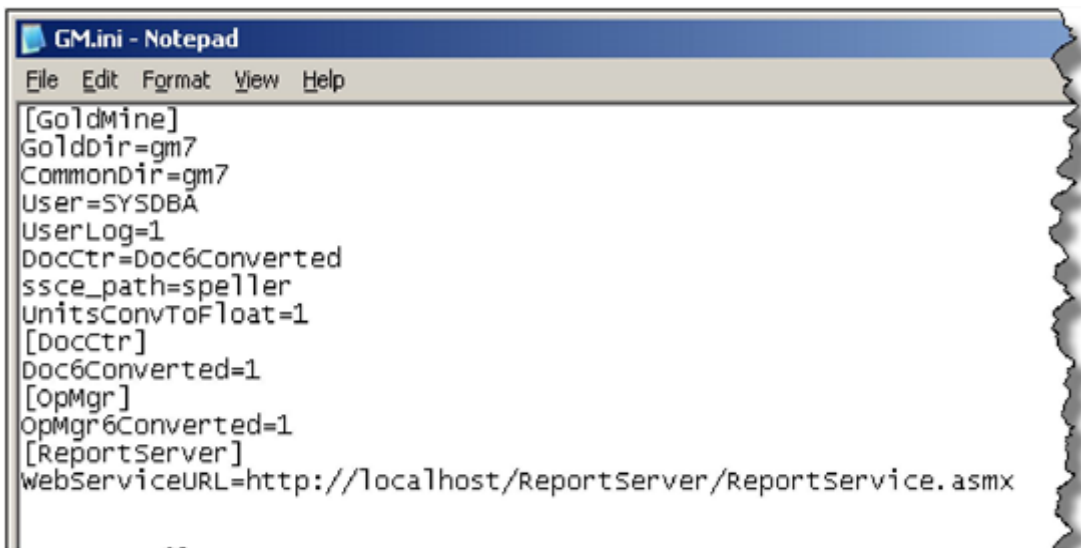 GM.ini - Notepad
File Edit Format View Help
[GoldMine]
GoldDir=gm7
CommonDir=gm7
User=SYSDBA
UserLog=1
DocCtr=Doc6Converted
ssce_path=speller
UnitsConvToFloat=1
[DocCtr]
Doc6Converted=1
[OpMgr]
OpMgr6Converted=1
[ReportServer]
WebServiceURL=http://localhost/ReportServer/ReportService.asmx